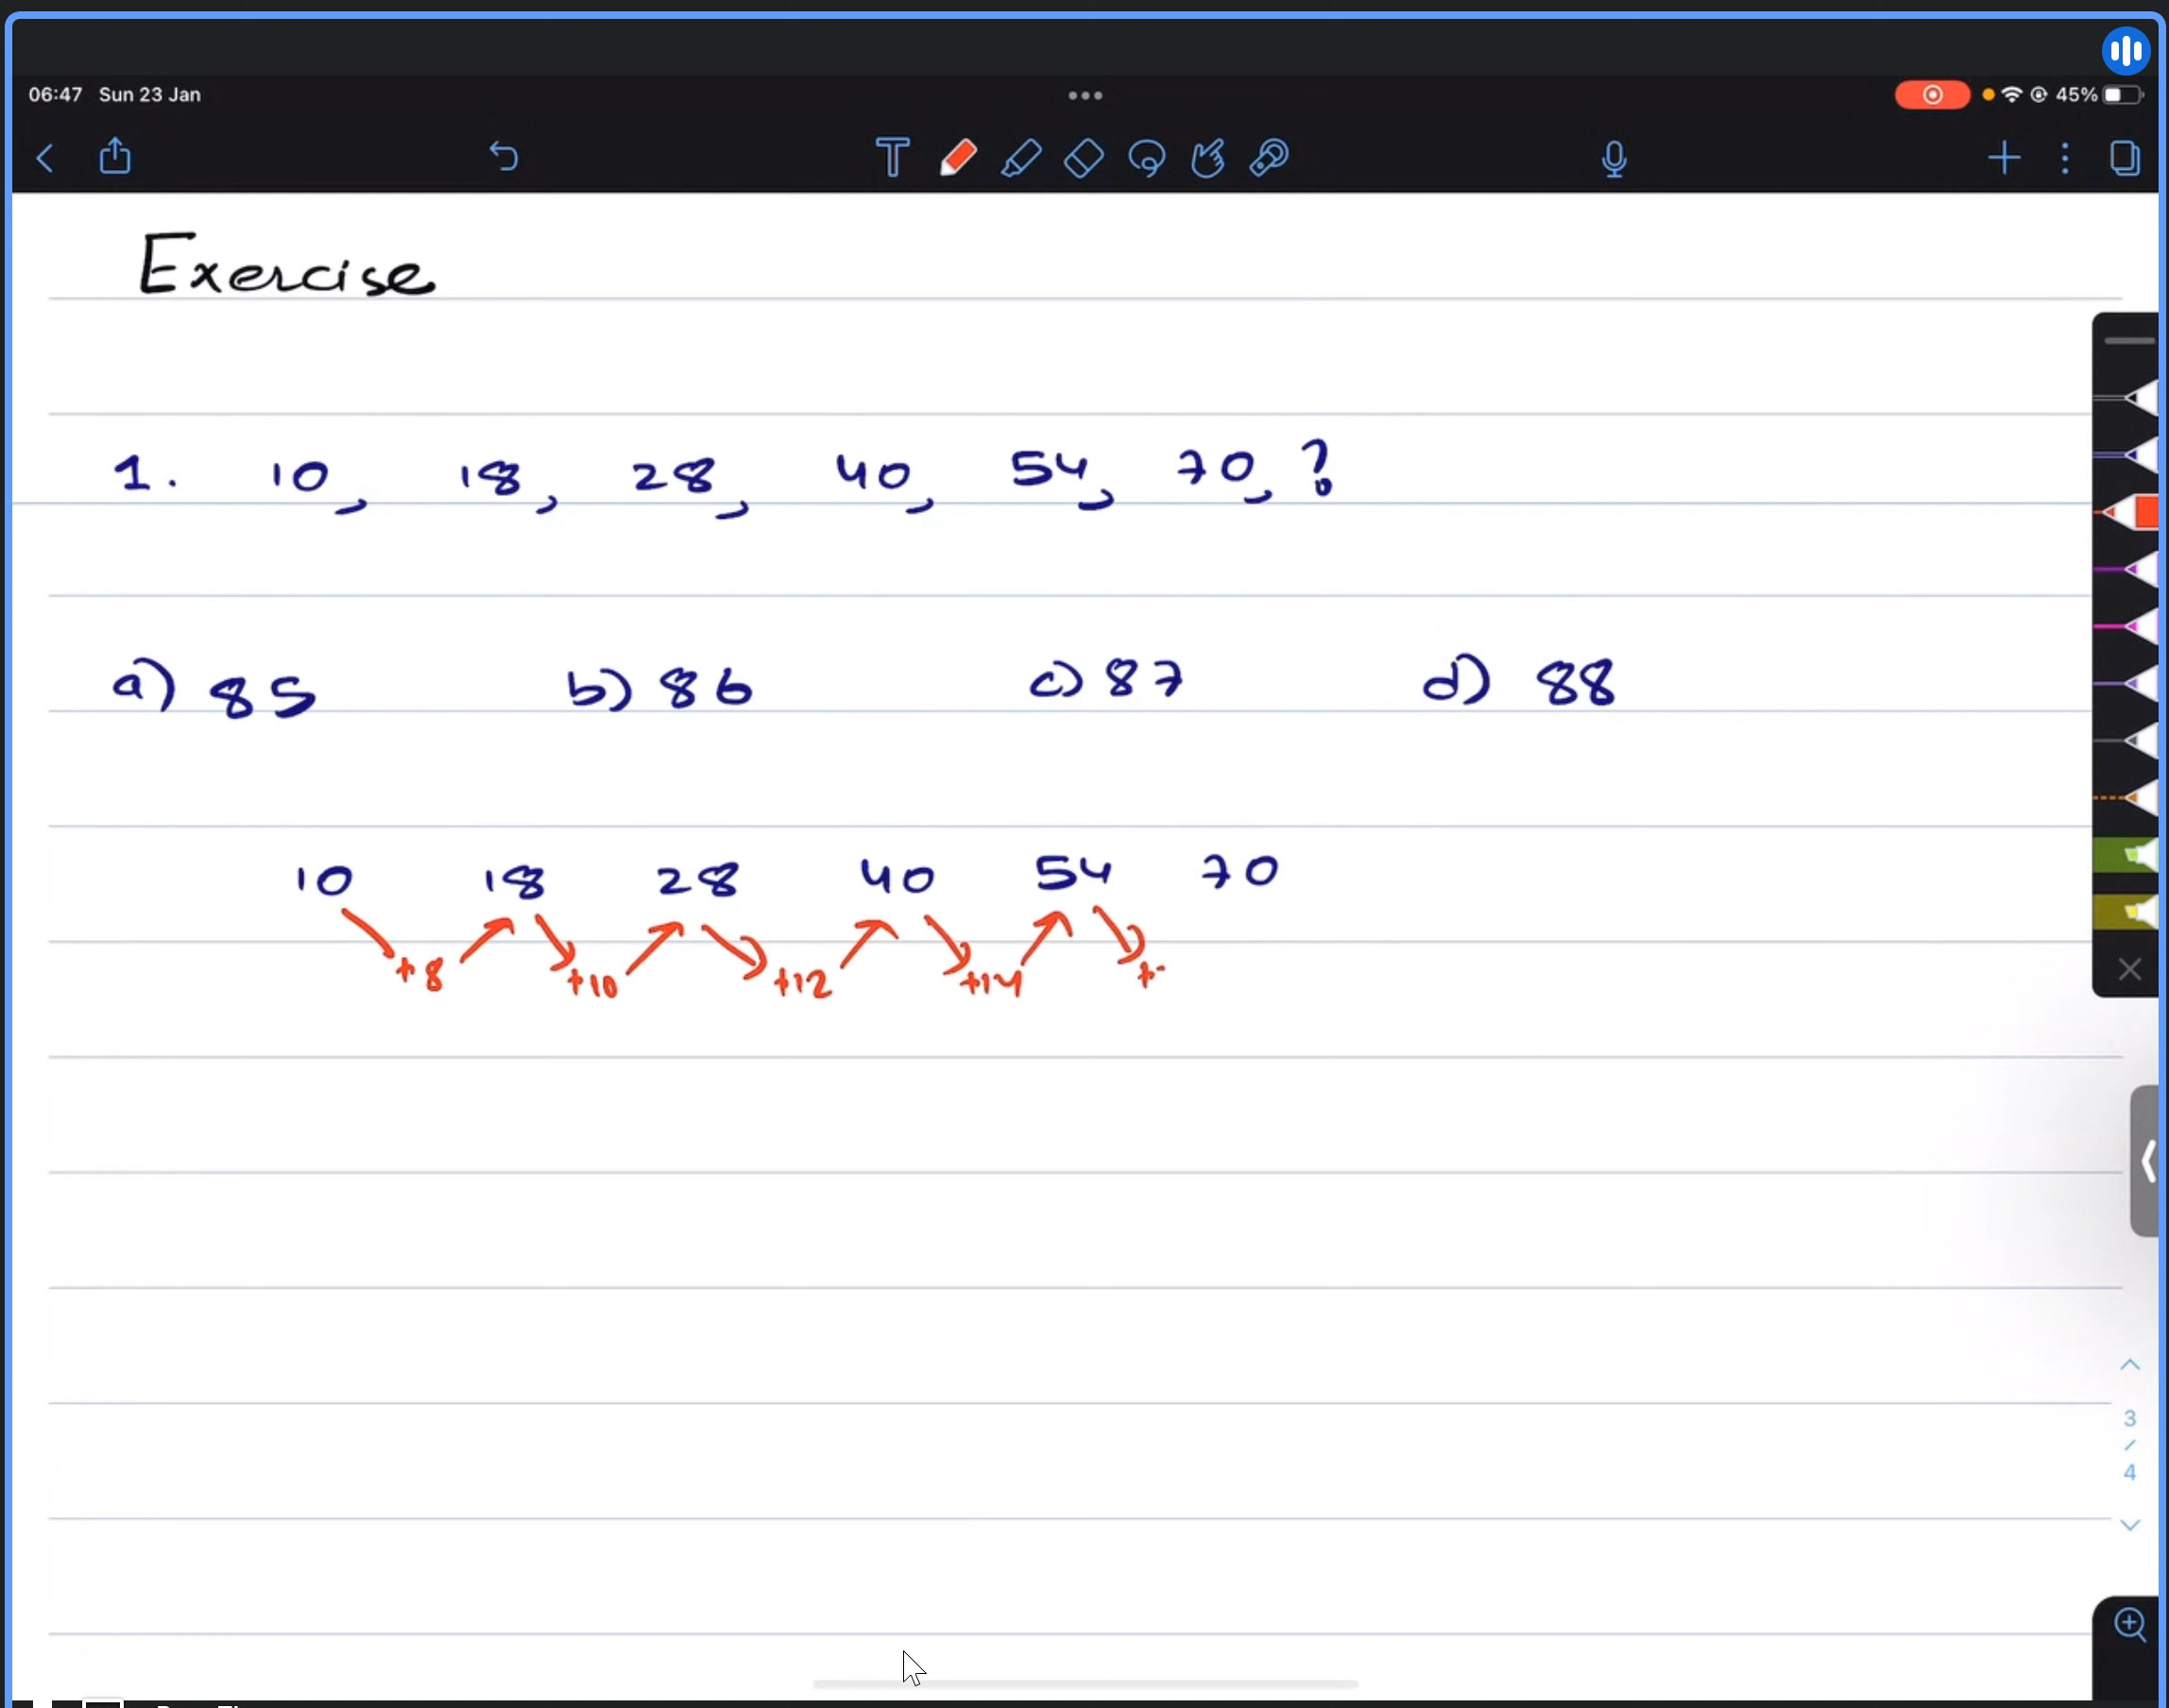 06:47 Sun 23 Jan 45%
Exercise
1. 10, 18, 28, 40, 54, 70, ?
a) 85 b) 86 c) 87 d) 88
10 18 28 40 54 70
+8 +10 +12 +14 +-
3
/
4